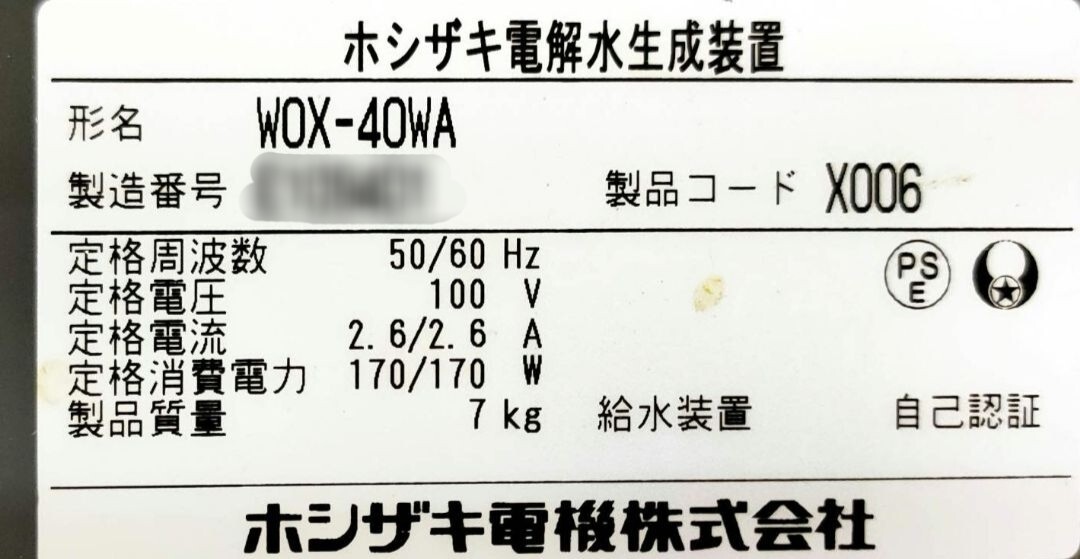 ホシザキ電解水生成装置
形名 WOX-40WA
製造番号
製品コード X006
定格周波数 50/60 Hz
定格電圧 100 V
定格電流 2.6/2.6 A
定格消費電力 170/170 W
製品質量 7 kg
PSE
給水装置 自己認証
ホシザキ電機株式会社